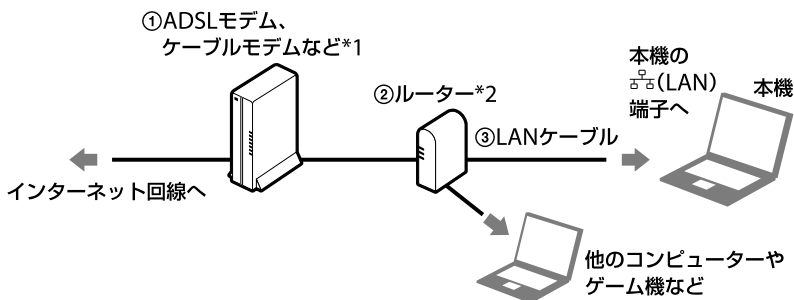 ①ADSLモデム、
ケーブルモデムなど*1
②ルーター*2
③LANケーブル
本機の
(LAN)
端子へ
本機
インターネット回線へ
他のコンピューターや
ゲーム機など